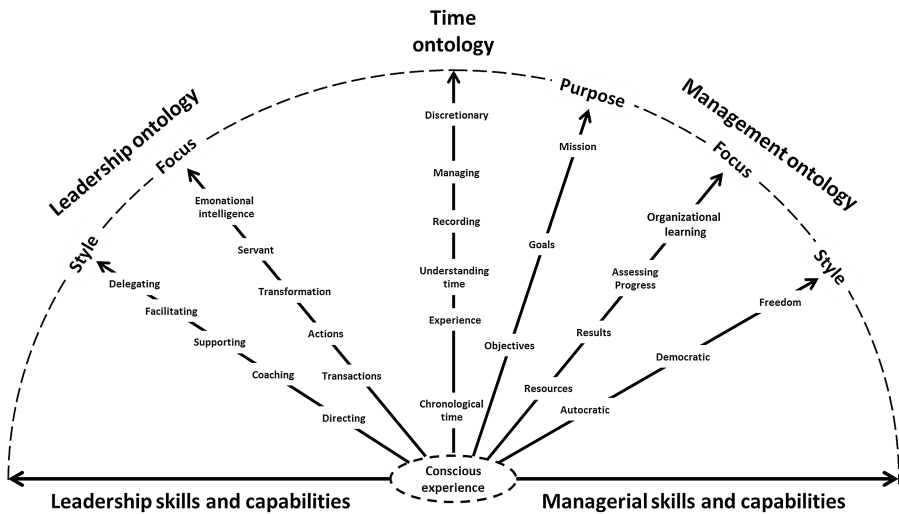 Time
ontology
Purpose
Leadership ontology
Management ontology
Focus
Focus
Style
Style
Discretionary
Managing
Recording
Understanding
time
Experience
Chronological
time
Mission
Goals
Objectives
Emonational
intelligence
Servant
Transformation
Actions
Transactions
Delegating
Facilitating
Supporting
Coaching
Directing
Organizational
learning
Assessing
Progress
Results
Resources
Freedom
Democratic
Autocratic
Conscious
experience
Leadership skills and capabilities
Managerial skills and capabilities